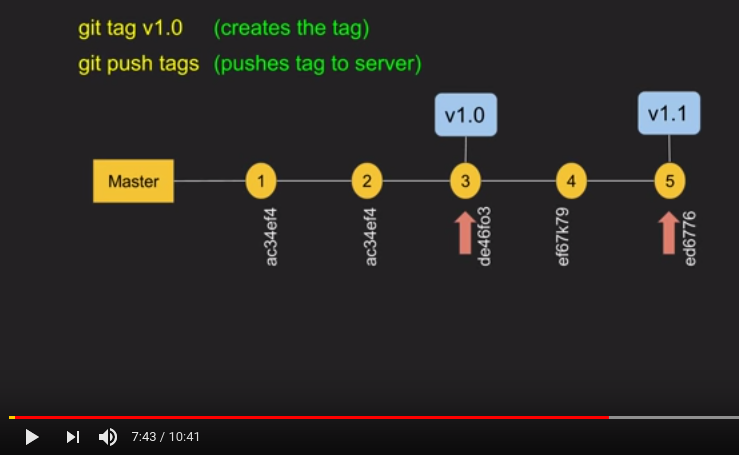 git tag v1.0 (creates the tag)
git push tags (pushes tag to server)
v1.0 v1.1
Master 1 2 3 4 5
ac34ef4 ac34ef4 de46fo3 ef67k79 ed6776
7:43 / 10:41